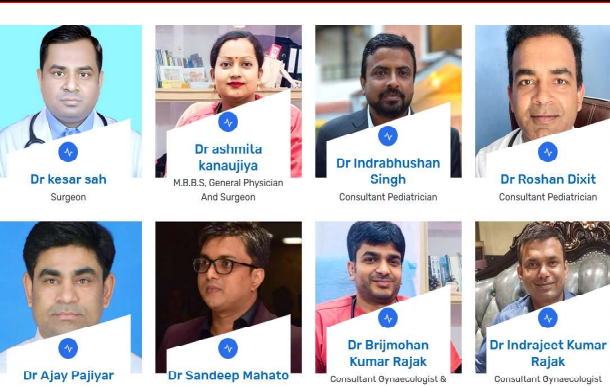 Dr kesar sah
Surgeon
Dr ashmita
kanaujiya
M.B.B.S, General Physician
And Surgeon
Dr Indrabhushan
Singh
Consultant Pediatrician
Dr Roshan Dixit
Consultant Pediatrician
Dr Ajay Pajiyar
Dr Sandeep Mahato
Dr Brijmohan
Kumar Rajak
Consultant Gynaecologist &
Dr Indrajeet Kumar
Rajak
Consultant Gynaecologist